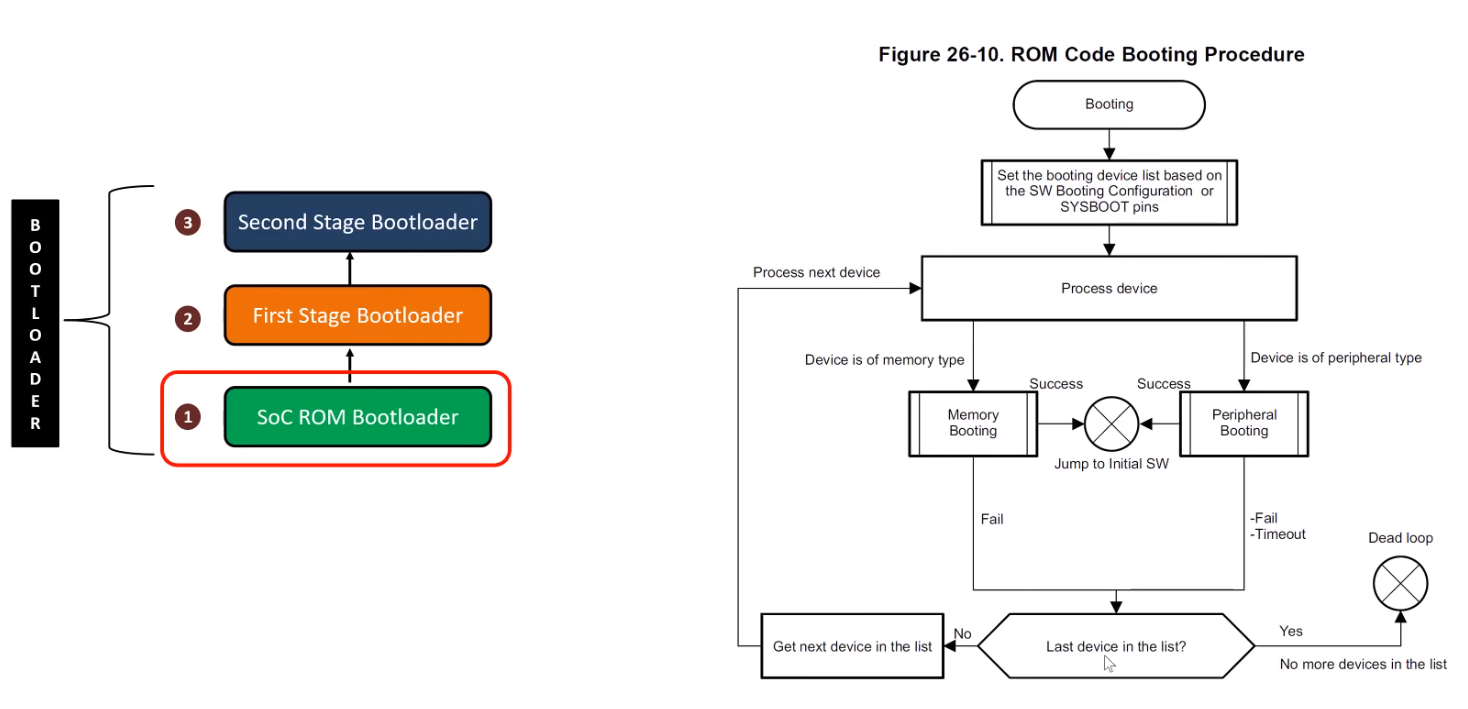 BOOTLOADER
3
Second Stage Bootloader
2
First Stage Bootloader
1
SoC ROM Bootloader
Figure 26-10. ROM Code Booting Procedure
Booting
Set the booting device list based on
the SW Booting Configuration or
SYSBOOT pins
Process next device
Process device
Device is of memory type
Device is of peripheral type
Success
Success
Memory
Booting
Peripheral
Booting
Jump to Initial SW
Fail
-Fail
-Timeout
Dead loop
Get next device in the list
No
Last device in the list?
Yes
No more devices in the list